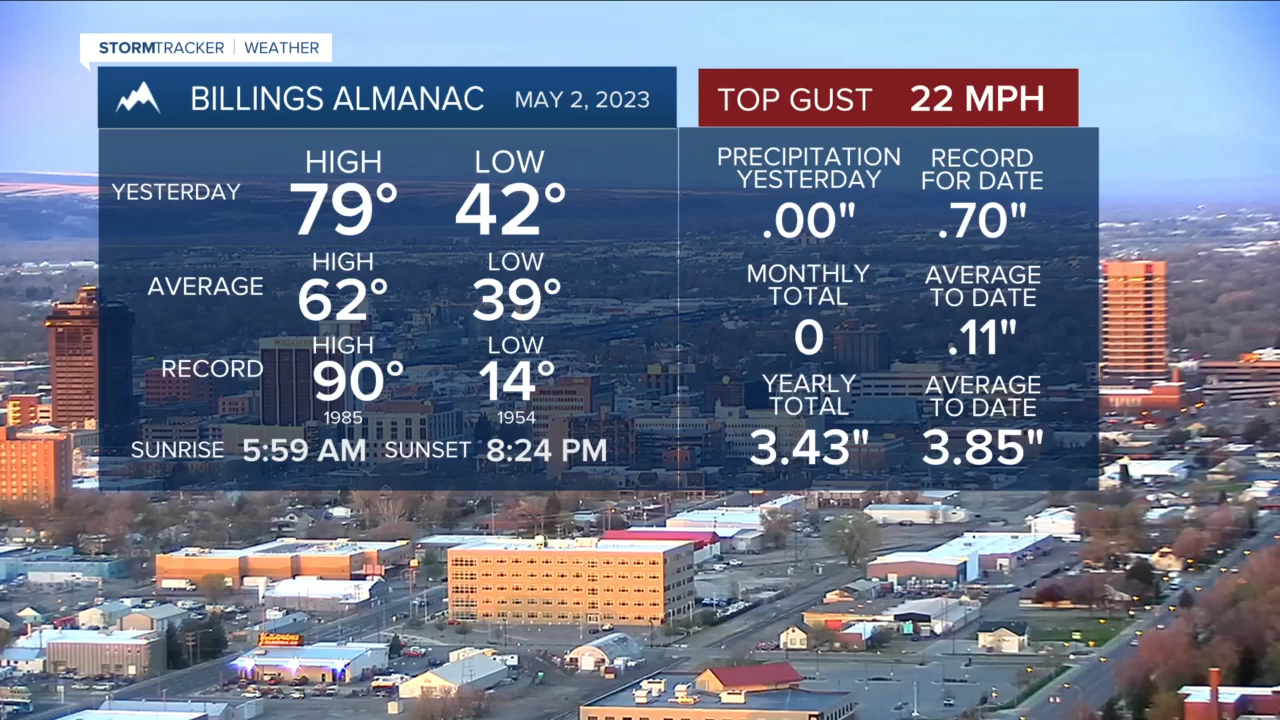 STORMTRACKER | WEATHER
BILLINGS ALMANAC MAY 2, 2023
HIGH LOW
YESTERDAY 79° 42°
HIGH LOW
AVERAGE 62° 39°
HIGH LOW
RECORD 90° 14°
1985 1954
SUNRISE 5:59 AM SUNSET 8:24 PM
TOP GUST 22 MPH
PRECIPITATION
YESTERDAY
.00"
RECORD
FOR DATE
.70"
MONTHLY
TOTAL
0
AVERAGE
TO DATE
.11"
YEARLY
TOTAL
3.43"
AVERAGE
TO DATE
3.85"